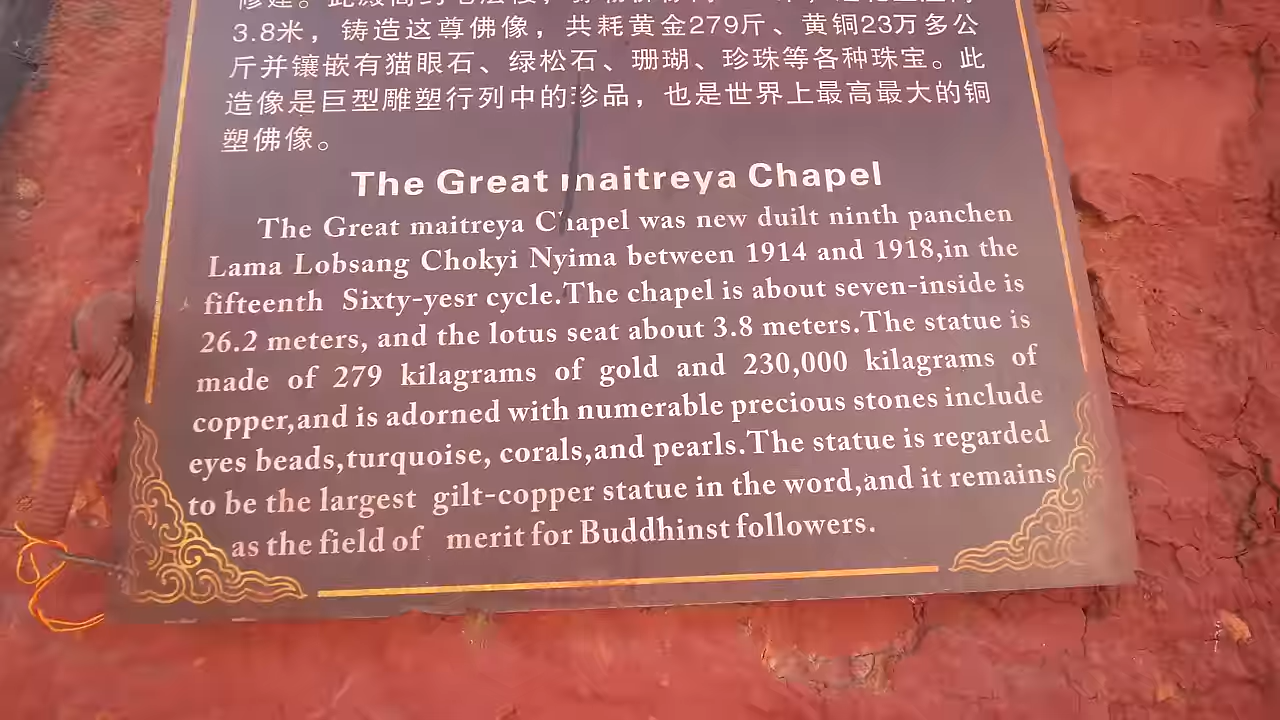 3.8米，铸造这尊佛像，共耗黄金279斤、黄铜23万多公
斤并镶嵌有猫眼石、绿松石、珊瑚、珍珠等各种珠宝。此
造像是巨型雕塑行列中的珍品，也是世界上最高最大的铜
塑佛像。
The Great maitreya Chapel
The Great maitreya Chapel was new duilt ninth panchen
Lama Lobsang Chokyi Nyima between 1914 and 1918,in the
fifteenth Sixty-yesr cycle.The chapel is about seven-inside is
26.2 meters, and the lotus seat about 3.8 meters.The statue is
made of 279 kilagrams of gold and 230,000 kilagrams of
copper,and is adorned with numerable precious stones include
eyes beads,turquoise, corals,and pearls.The statue is regarded
to be the largest gilt-copper statue in the word,and it remains
as the field of merit for Buddhinst followers.